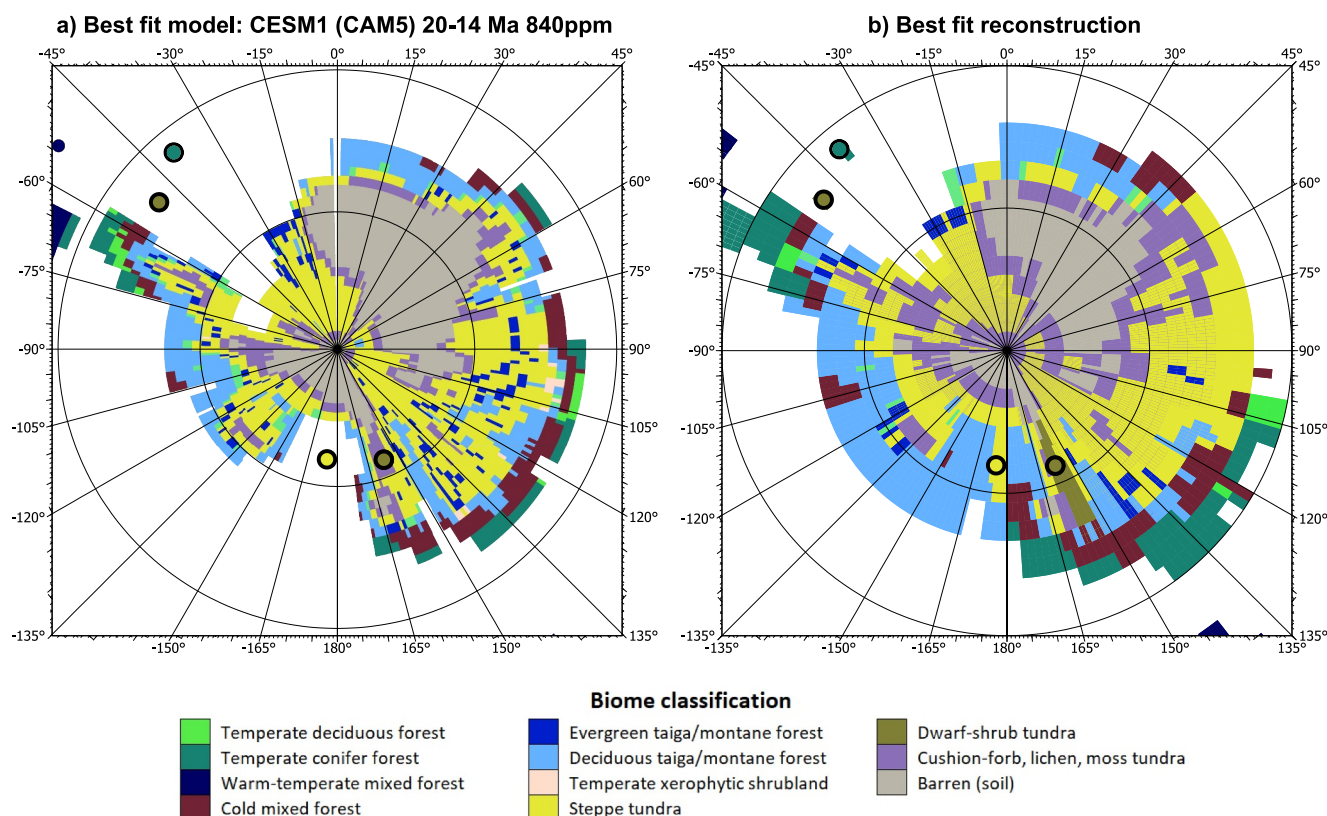 a) Best fit model: CESM1 (CAM5) 20-14 Ma 840ppm
b) Best fit reconstruction
-45° -30° -15° 0° 15° 30° 45°
-45° -30° -15° 0° 15° 30° 45°
-60° 60° -60° 60°
-75° 75° -75° 75°
-90° 90° -90° 90°
-105° 105° -105° 105°
-120° 120° -120° 120°
-135° 135° -135° 135°
-150° -165° 180° 165° 150°
-135° -150° -165° 180° 165° 150° 135°
Biome classification
Temperate deciduous forest
Temperate conifer forest
Warm-temperate mixed forest
Cold mixed forest
Evergreen taiga/montane forest
Deciduous taiga/montane forest
Temperate xerophytic shrubland
Steppe tundra
Dwarf-shrub tundra
Cushion-forb, lichen, moss tundra
Barren (soil)